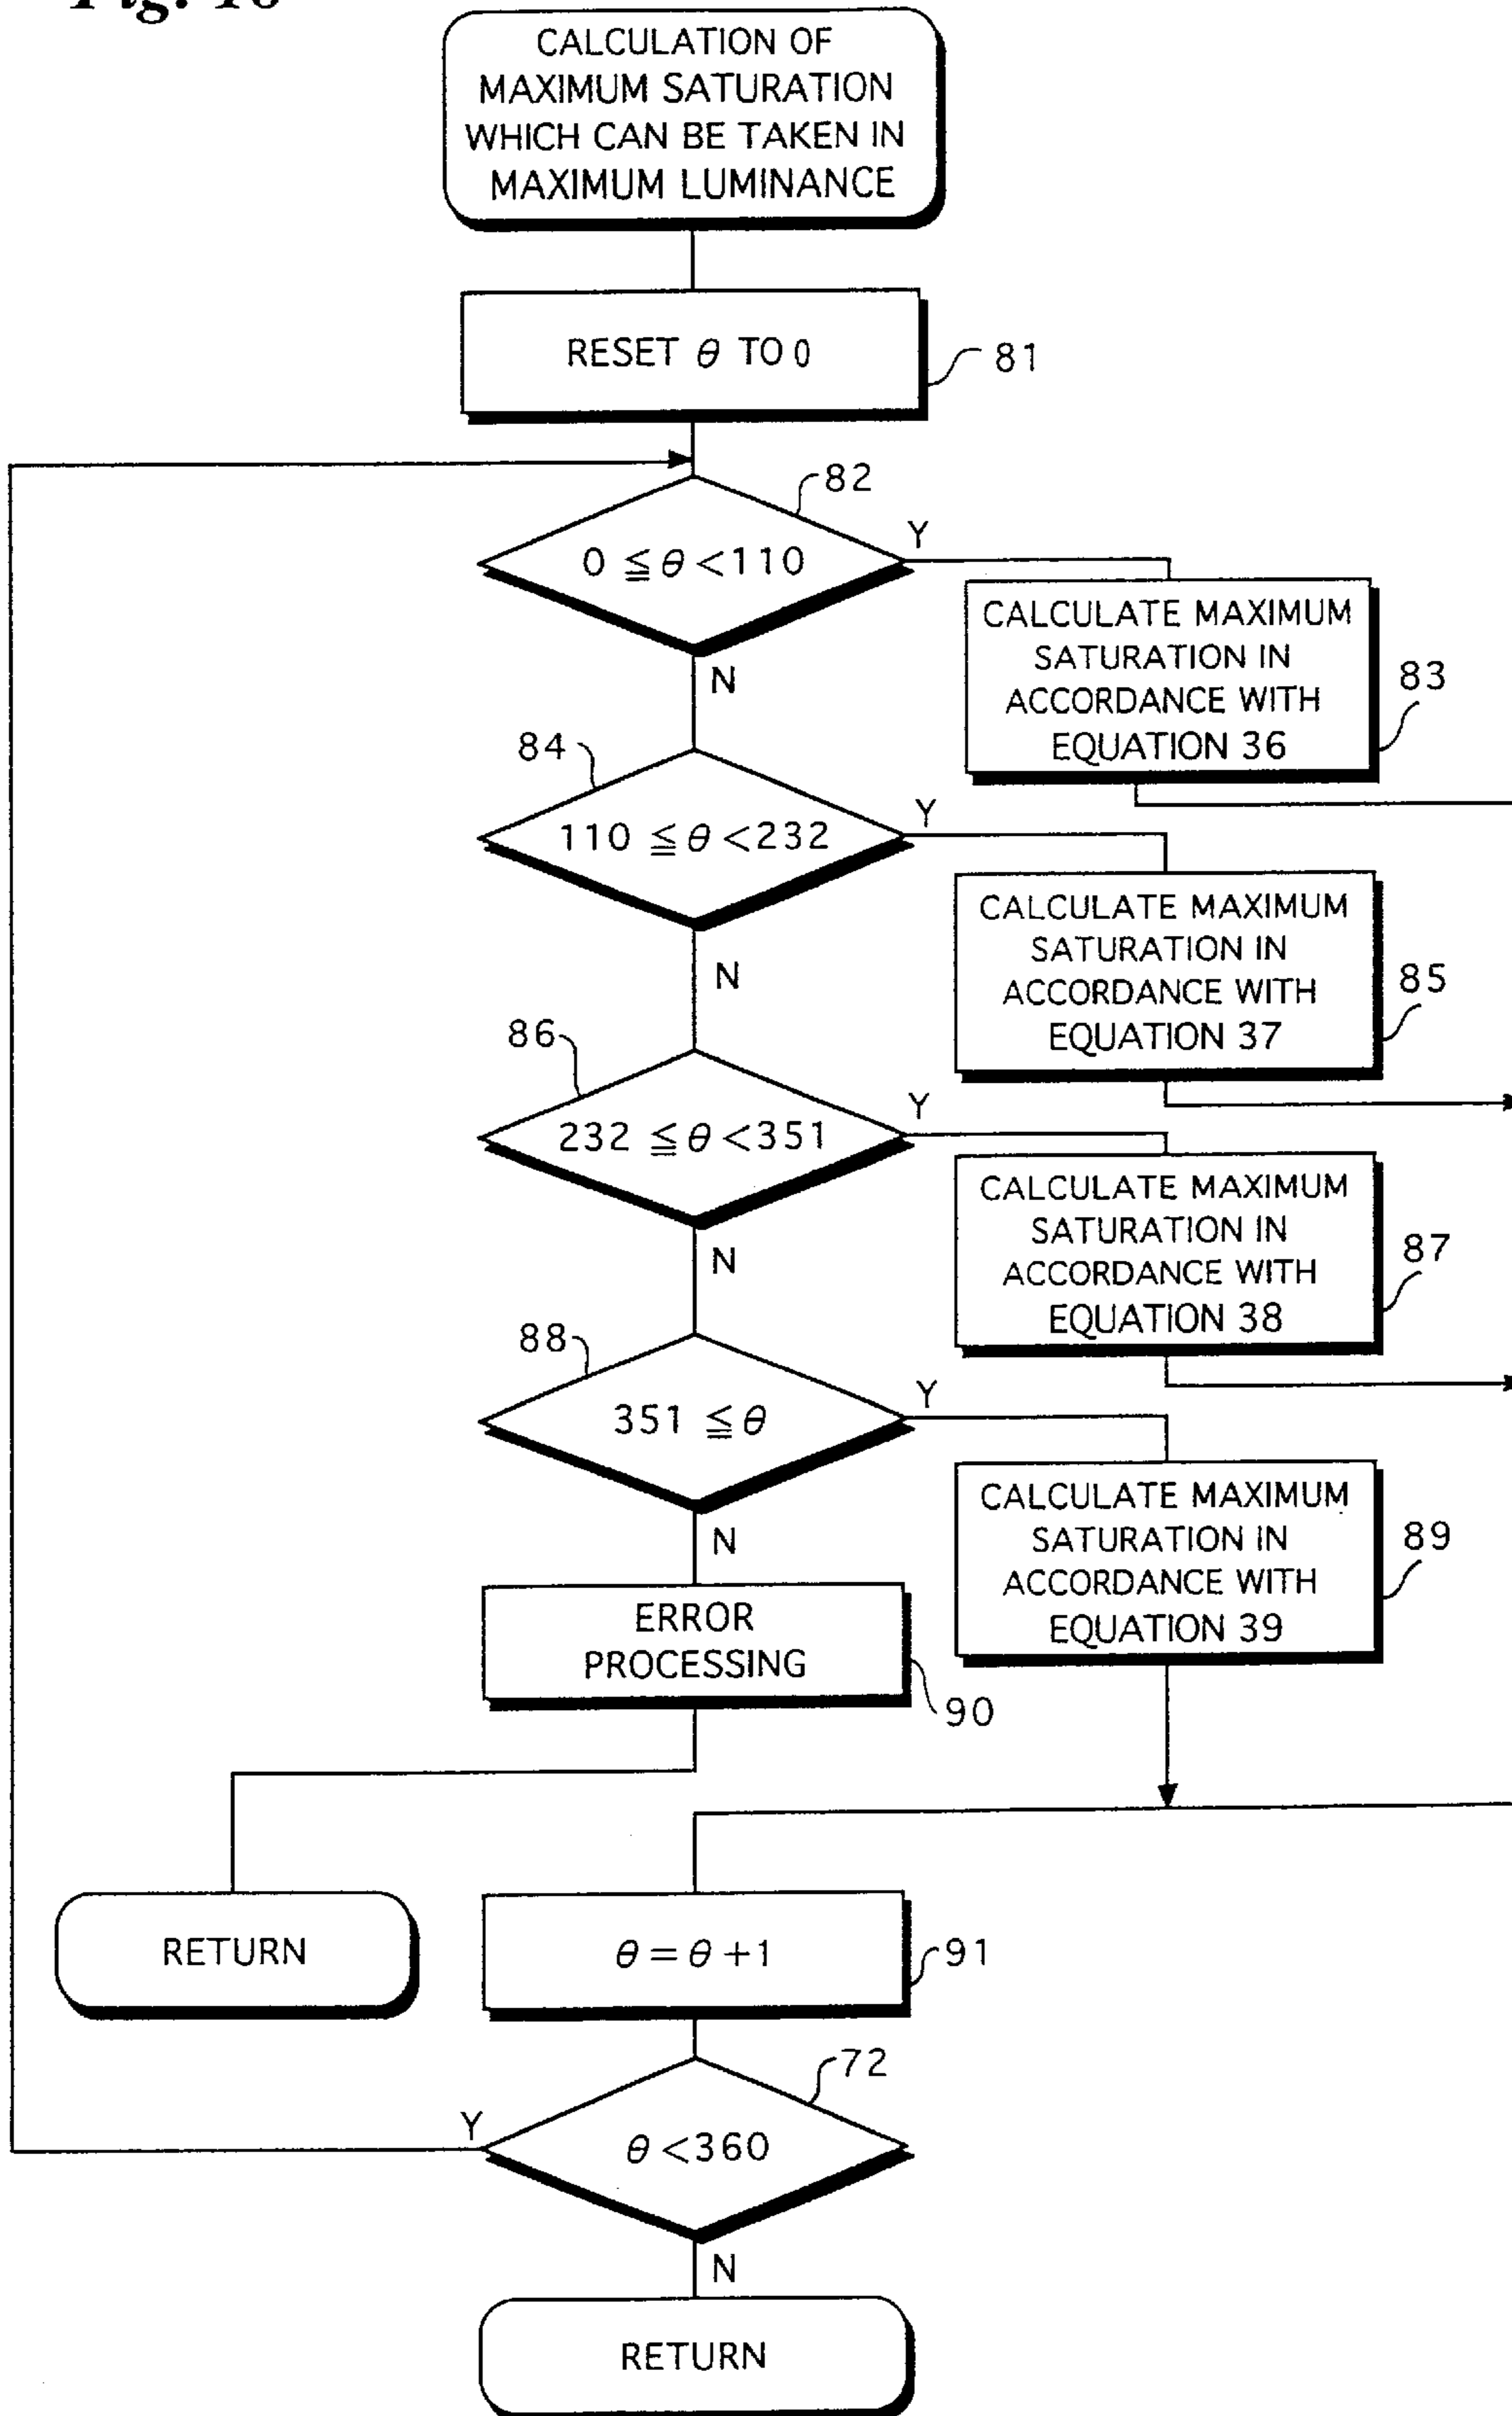 CALCULATION OF
MAXIMUM SATURATION
WHICH CAN BE TAKEN IN
MAXIMUM LUMINANCE
RESET θ TO 0
81
82
0 ≦ θ <110
Y
N
CALCULATE MAXIMUM
SATURATION IN
ACCORDANCE WITH
EQUATION 36
83
84
110 ≦ θ <232
Y
N
CALCULATE MAXIMUM
SATURATION IN
ACCORDANCE WITH
EQUATION 37
85
86
232 ≦ θ <351
Y
N
CALCULATE MAXIMUM
SATURATION IN
ACCORDANCE WITH
EQUATION 38
87
88
351 ≦ θ
Y
N
CALCULATE MAXIMUM
SATURATION IN
ACCORDANCE WITH
EQUATION 39
89
ERROR
PROCESSING
90
RETURN
θ = θ +1
91
72
θ <360
Y
N
RETURN